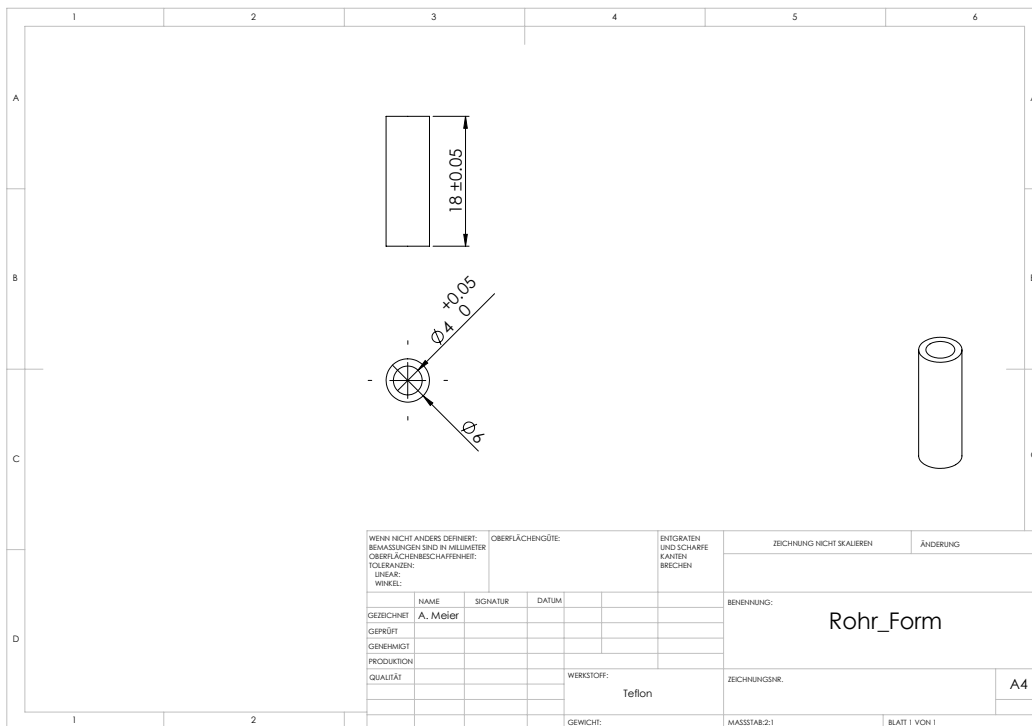 1 2 3 4 5 6
A
18 ±0.05
B
+0.05
Ø4 0
Ø6
C
D
WENN NICHT ANDERS DEFINIERT:
BEMASSUNGEN SIND IN MILLIMETER
OBERFLÄCHENBESCHAFFENHEIT:
TOLERANZEN:
LINEAR:
WINKEL:
OBERFLÄCHENGÜTE:
ENTGRATEN
UND SCHARFE
KANTEN
BRECHEN
ZEICHNUNG NICHT SKALIEREN
ÄNDERUNG
NAME SIGNATUR DATUM
GEZEICHNET A. Meier
GEPRÜFT
GENEHMIGT
PRODUKTION
QUALITÄT
BENENNUNG:
Rohr_Form
WERKSTOFF:
Teflon
ZEICHNUNGSNR.
A4
GEWICHT:
MASSSTAB:2:1
BLATT 1 VON 1
1 2